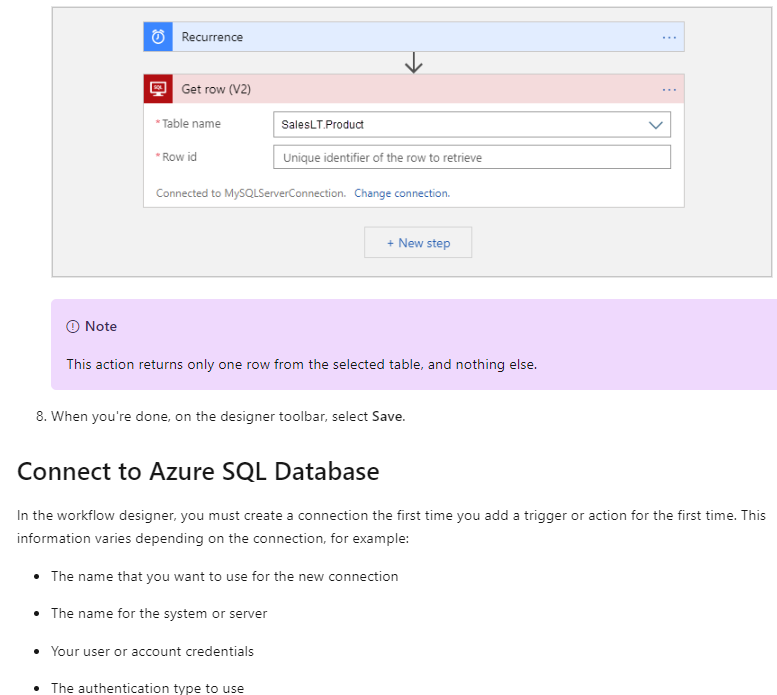 Recurrence
...
SQL
Get row (V2)
...
* Table name
SalesLT.Product
* Row id
Unique identifier of the row to retrieve
Connected to MySQLServerConnection. Change connection.
+ New step
Note
This action returns only one row from the selected table, and nothing else.
8. When you're done, on the designer toolbar, select Save.
Connect to Azure SQL Database
In the workflow designer, you must create a connection the first time you add a trigger or action for the first time. This
information varies depending on the connection, for example:
• The name that you want to use for the new connection
• The name for the system or server
• Your user or account credentials
• The authentication type to use